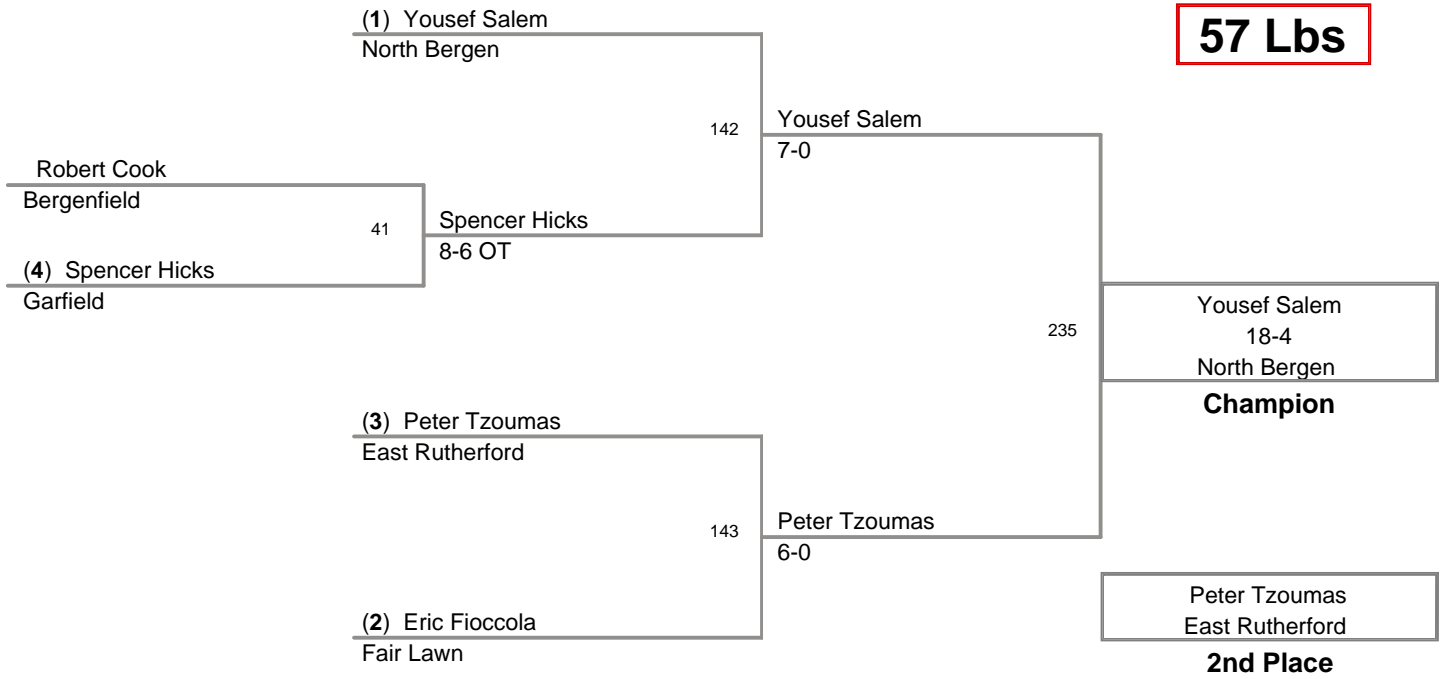 (1) Yousef Salem
North Bergen
57 Lbs
142
Yousef Salem
7-0
Robert Cook
Bergenfield
41
Spencer Hicks
8-6 OT
(4) Spencer Hicks
Garfield
235
Yousef Salem
18-4
North Bergen
Champion
(3) Peter Tzoumas
East Rutherford
143
Peter Tzoumas
6-0
(2) Eric Fioccola
Fair Lawn
Peter Tzoumas
East Rutherford
2nd Place